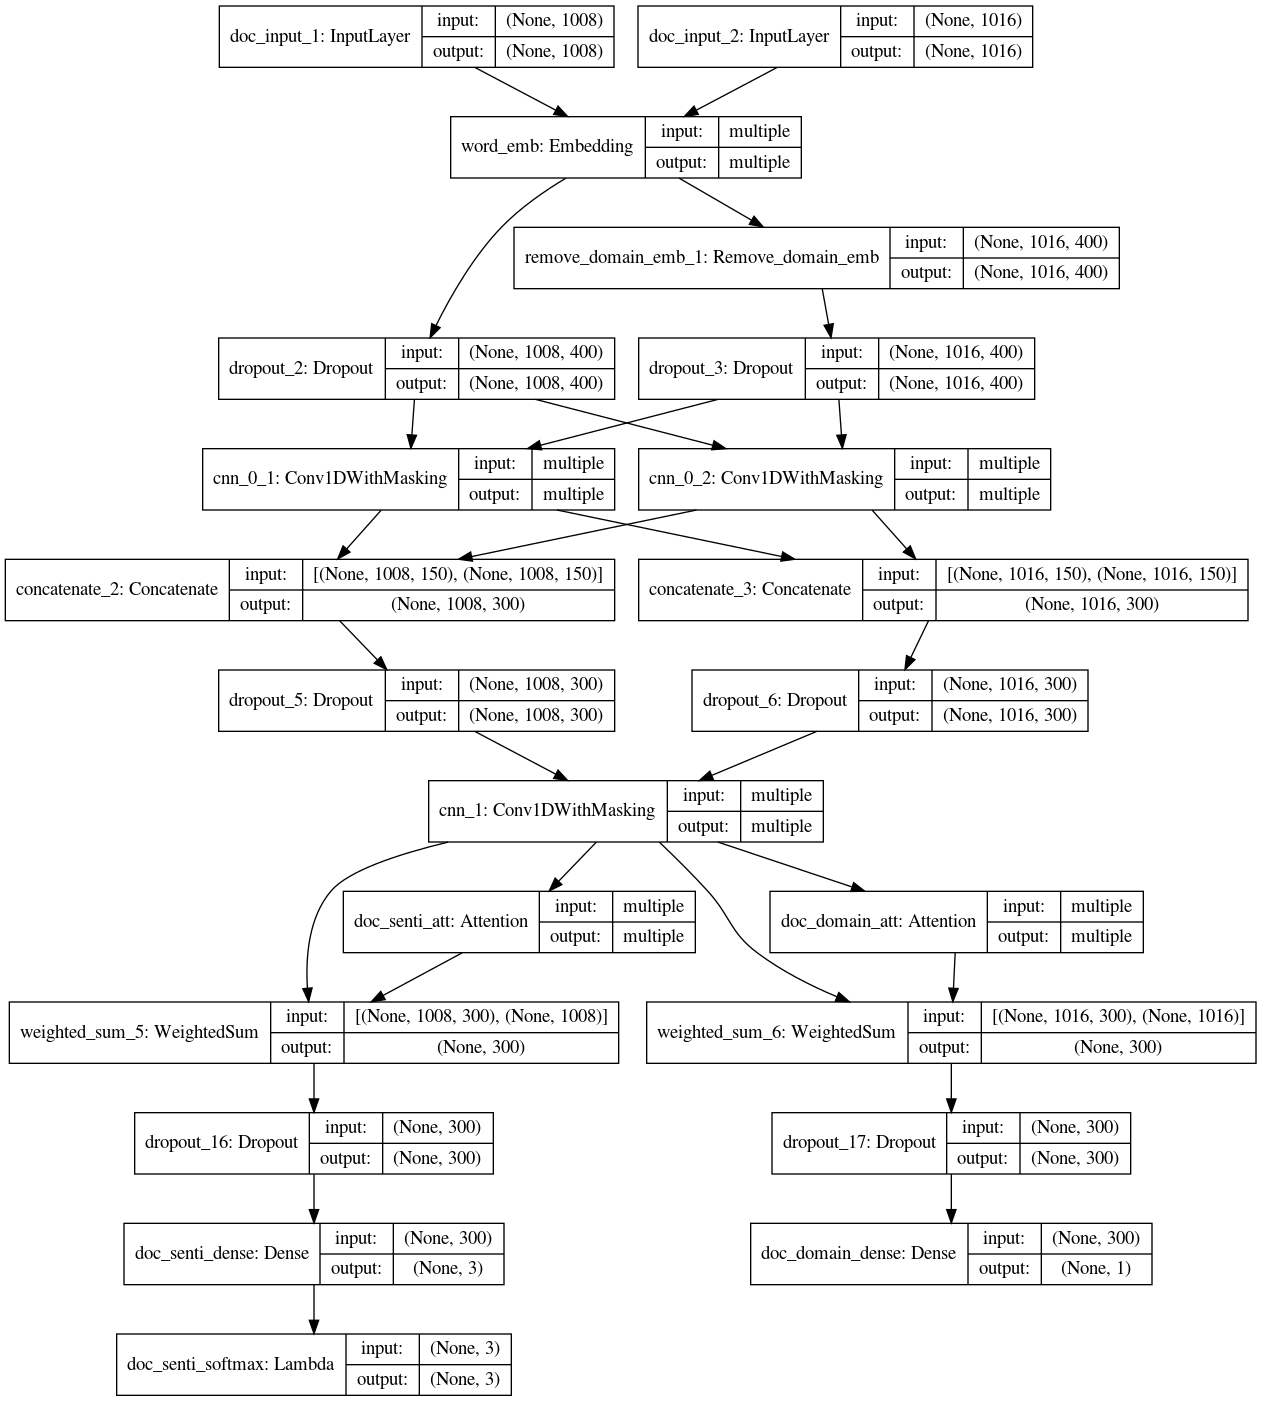 doc_input_1: InputLayer
input: (None, 1008)
output: (None, 1008)
doc_input_2: InputLayer
input: (None, 1016)
output: (None, 1016)
word_emb: Embedding
input: multiple
output: multiple
remove_domain_emb_1: Remove_domain_emb
input: (None, 1016, 400)
output: (None, 1016, 400)
dropout_2: Dropout
input: (None, 1008, 400)
output: (None, 1008, 400)
dropout_3: Dropout
input: (None, 1016, 400)
output: (None, 1016, 400)
cnn_0_1: Conv1DWithMasking
input: multiple
output: multiple
cnn_0_2: Conv1DWithMasking
input: multiple
output: multiple
concatenate_2: Concatenate
input: [(None, 1008, 150), (None, 1008, 150)]
output: (None, 1008, 300)
concatenate_3: Concatenate
input: [(None, 1016, 150), (None, 1016, 150)]
output: (None, 1016, 300)
dropout_5: Dropout
input: (None, 1008, 300)
output: (None, 1008, 300)
dropout_6: Dropout
input: (None, 1016, 300)
output: (None, 1016, 300)
cnn_1: Conv1DWithMasking
input: multiple
output: multiple
doc_senti_att: Attention
input: multiple
output: multiple
doc_domain_att: Attention
input: multiple
output: multiple
weighted_sum_5: WeightedSum
input: [(None, 1008, 300), (None, 1008)]
output: (None, 300)
weighted_sum_6: WeightedSum
input: [(None, 1016, 300), (None, 1016)]
output: (None, 300)
dropout_16: Dropout
input: (None, 300)
output: (None, 300)
dropout_17: Dropout
input: (None, 300)
output: (None, 300)
doc_senti_dense: Dense
input: (None, 300)
output: (None, 3)
doc_domain_dense: Dense
input: (None, 300)
output: (None, 1)
doc_senti_softmax: Lambda
input: (None, 3)
output: (None, 3)